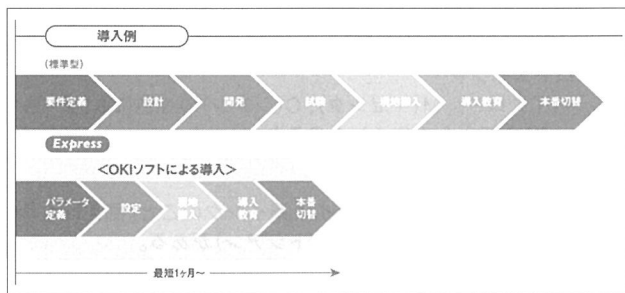 導入例
(標準型)
要件定義 設計 開発 試験 現地搬入 導入教育 本番切替
Express
<OKIソフトによる導入>
パラメータ 定義
設定
現地 搬入
導入 教育
本番 切替
最短1ヶ月~